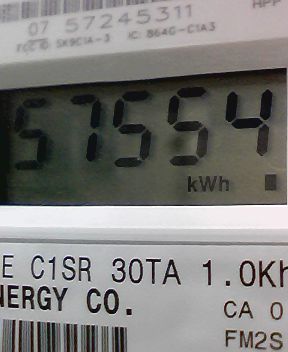 HPP
07 57245311
FCC ID: SK9C1A-3 IC: 864G-C1A3
57554
kWh
E C1SR 30TA 1.0Kh
NERGY CO.
CA 0
FM2S